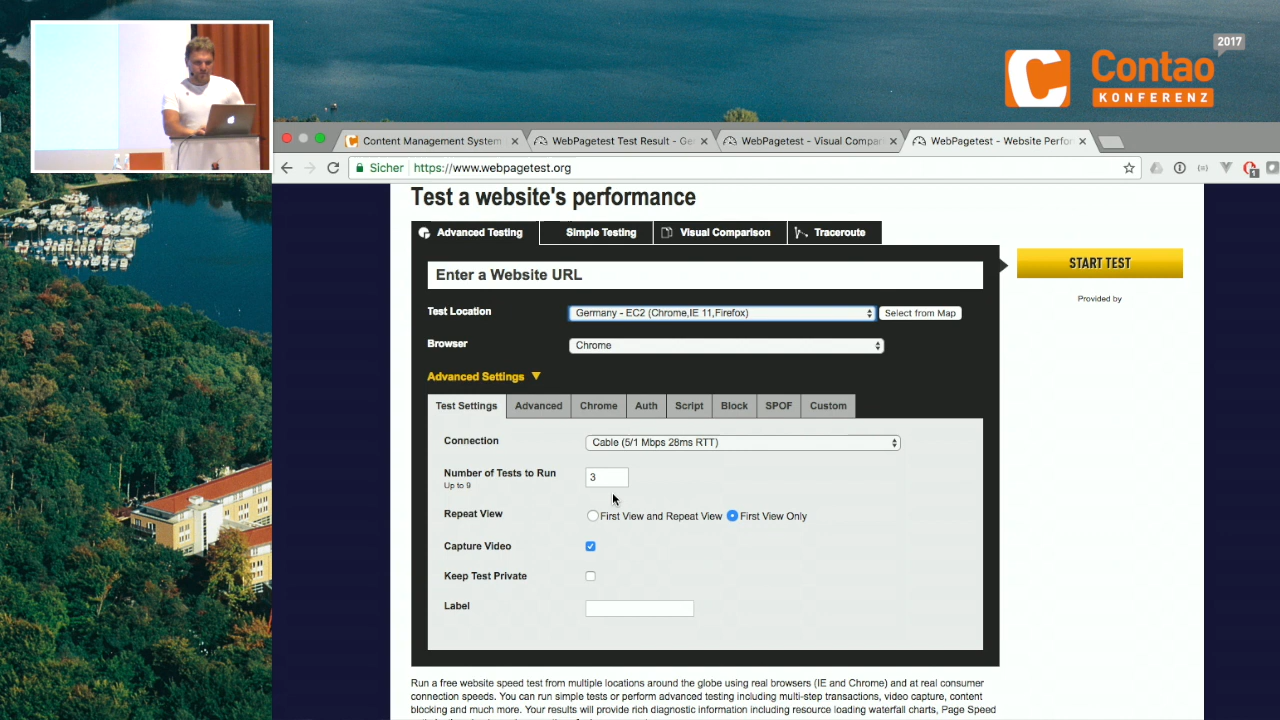 2017
Contao
KONFERENZ
Content Management System
WebPagetest Test Result - Ge
WebPagetest - Visual Compar
WebPagetest - Website Perfor
Sicher https://www.webpagetest.org
Test a website's performance
Advanced Testing Simple Testing Visual Comparison Traceroute
Enter a Website URL
START TEST
Provided by
Test Location Germany - EC2 (Chrome,IE 11,Firefox) Select from Map
Browser Chrome
Advanced Settings
Test Settings Advanced Chrome Auth Script Block SPOF Custom
Connection Cable (5/1 Mbps 28ms RTT)
Number of Tests to Run 3
Up to 9
Repeat View First View and Repeat View First View Only
Capture Video
Keep Test Private
Label
Run a free website speed test from multiple locations around the globe using real browsers (IE and Chrome) and at real consumer
connection speeds. You can run simple tests or perform advanced testing including multi-step transactions, video capture, content
blocking and much more. Your results will provide rich diagnostic information including resource loading waterfall charts, Page Speed